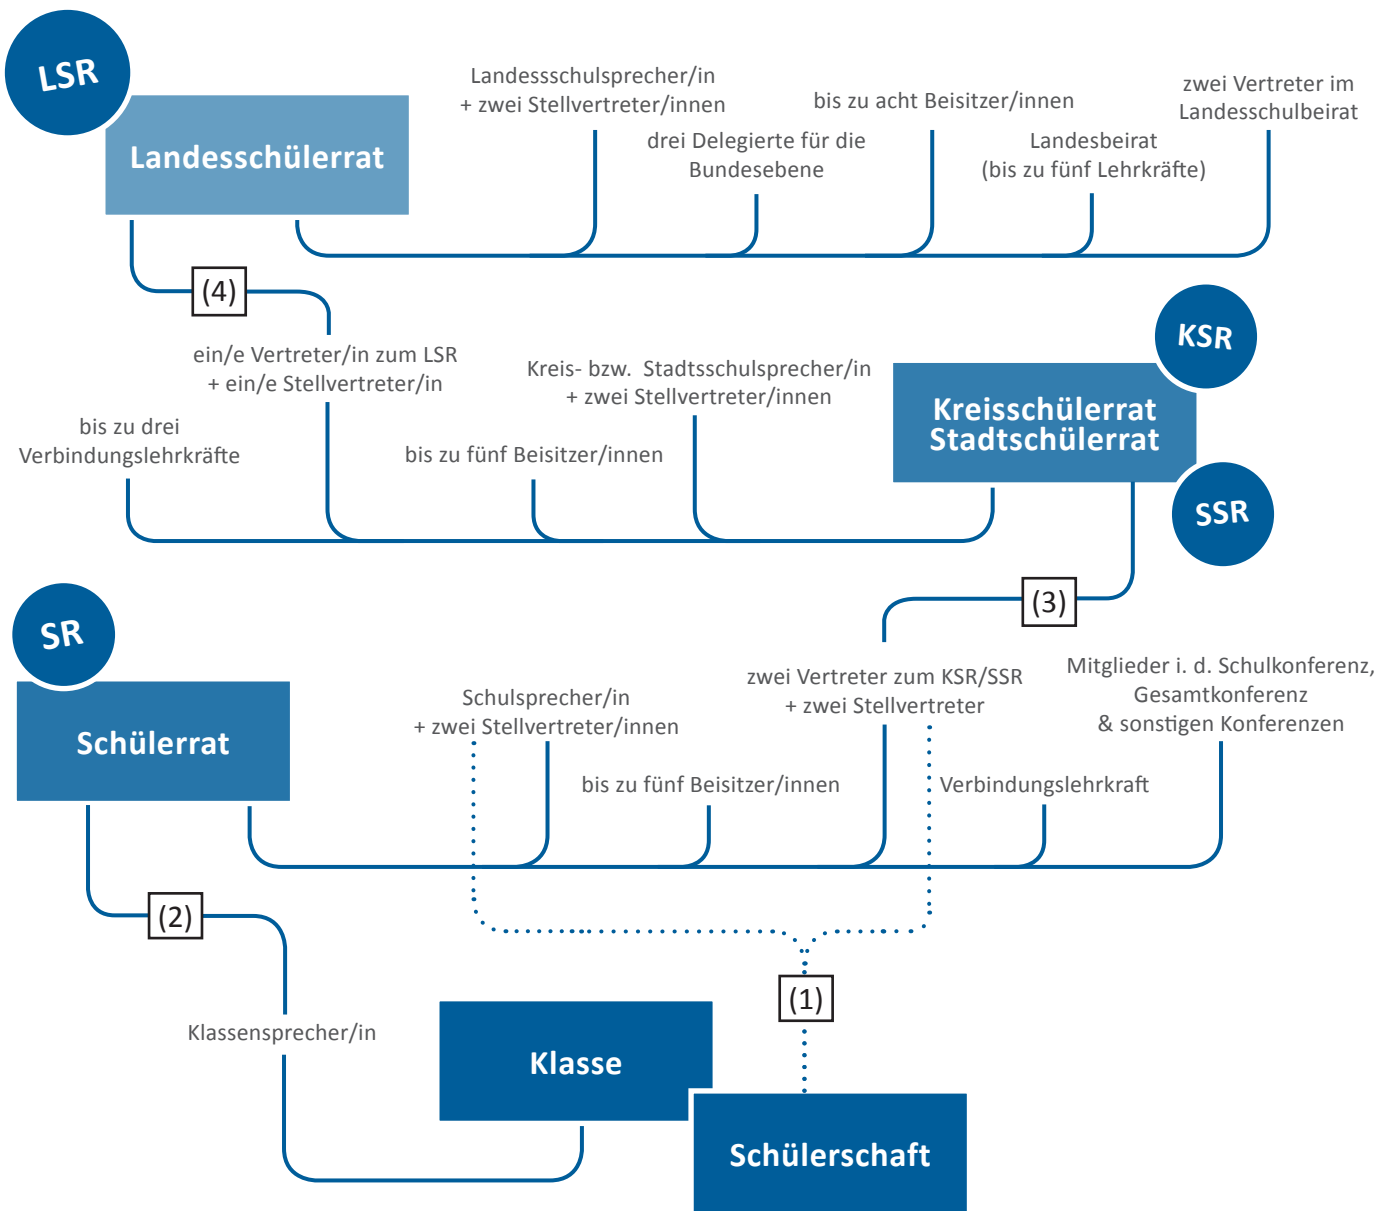 LSR
Landesschülerrat
Landessschulsprecher/in
+ zwei Stellvertreter/innen
drei Delegierte für die
Bundesebene
bis zu acht Beisitzer/innen
Landesbeirat
(bis zu fünf Lehrkräfte)
zwei Vertreter im
Landesschulbeirat
(4)
ein/e Vertreter/in zum LSR
+ ein/e Stellvertreter/in
bis zu drei
Verbindungslehrkräfte
bis zu fünf Beisitzer/innen
Kreis- bzw. Stadtsschulsprecher/in
+ zwei Stellvertreter/innen
KSR
Kreisschülerrat
Stadtschülerrat
SSR
(3)
SR
Schülerrat
Schulsprecher/in
+ zwei Stellvertreter/innen
bis zu fünf Beisitzer/innen
zwei Vertreter zum KSR/SSR
+ zwei Stellvertreter
Verbindungslehrkraft
Mitglieder i. d. Schulkonferenz,
Gesamtkonferenz
& sonstigen Konferenzen
(2)
(1)
Klassensprecher/in
Klasse
Schülerschaft